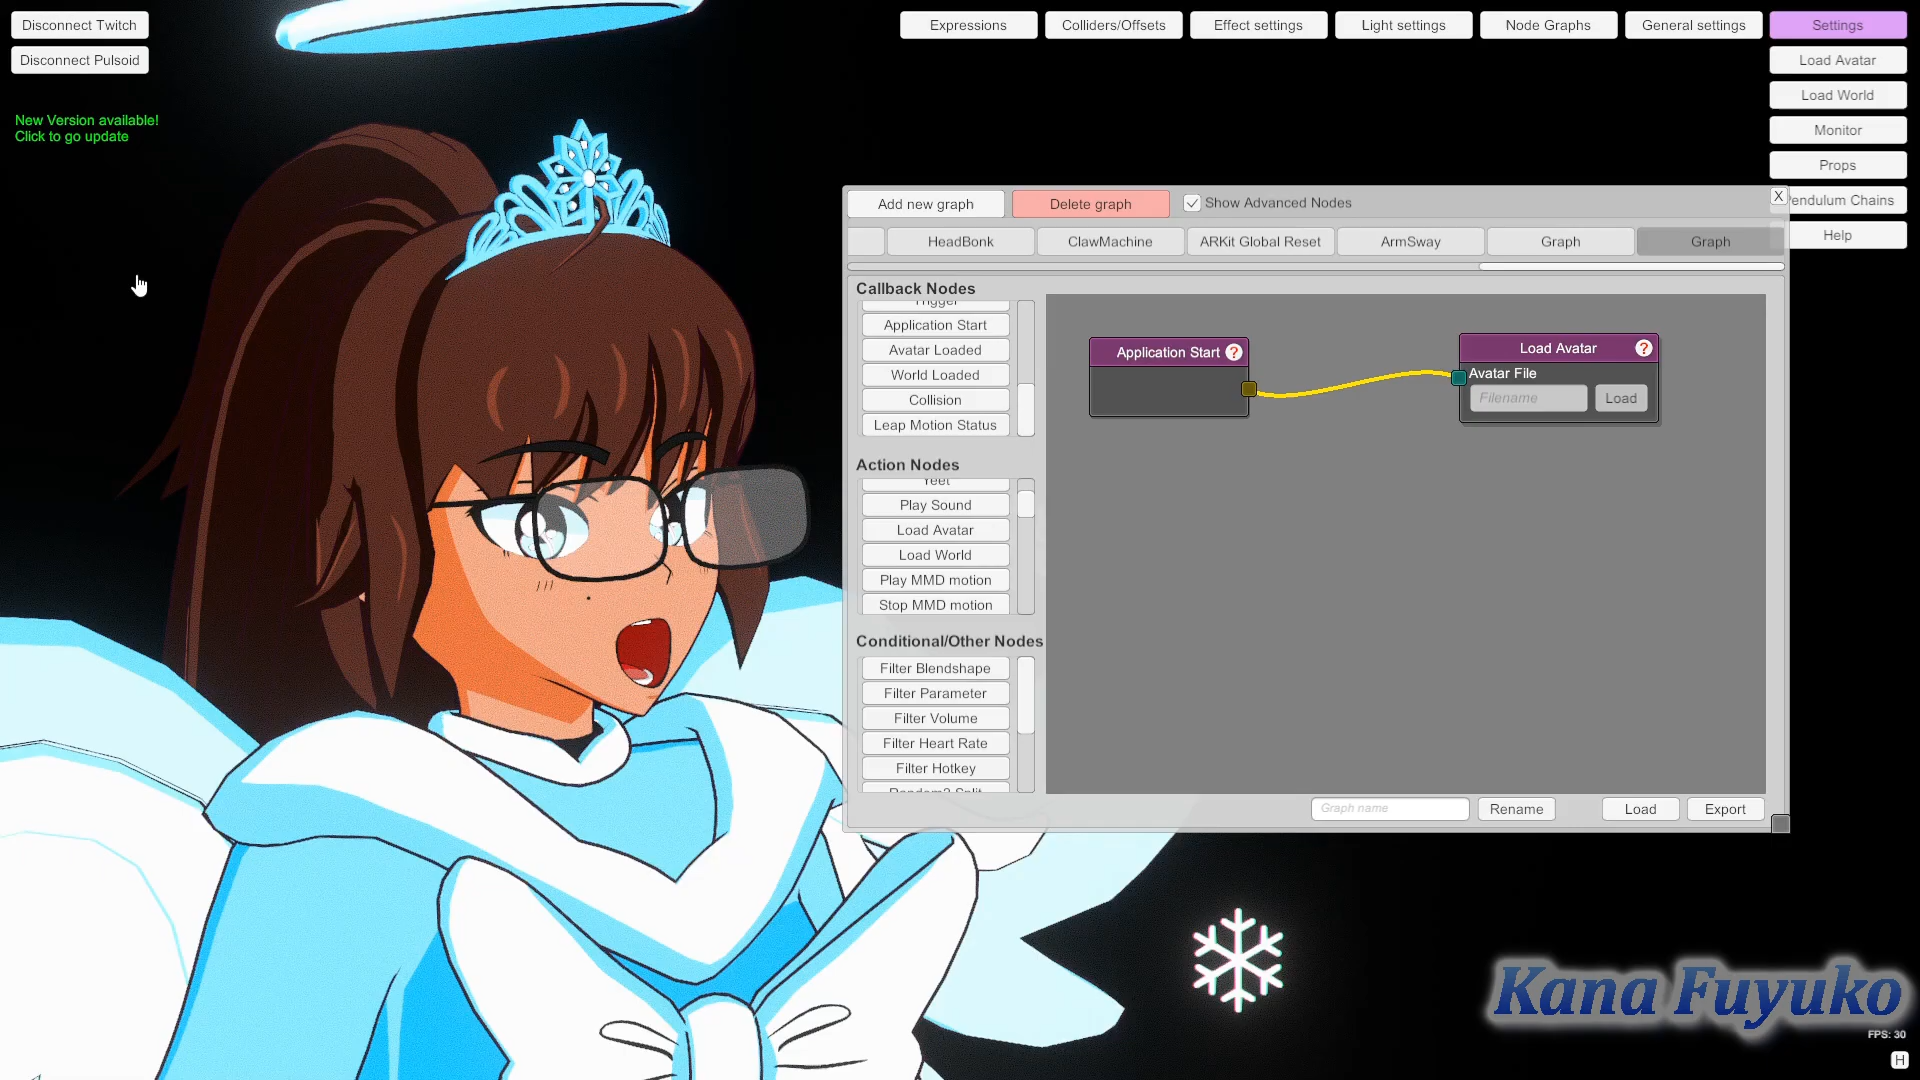 Disconnect Twitch
Disconnect Pulsoid
New Version available!
Click to go update
Expressions
Colliders/Offsets
Effect settings
Light settings
Node Graphs
General settings
Settings
Load Avatar
Load World
Monitor
Props
Pendulum Chains
Help
X
Add new graph
Delete graph
Show Advanced Nodes
HeadBonk
ClawMachine
ARKit Global Reset
ArmSway
Graph
Graph
Callback Nodes
Trigger
Application Start
Avatar Loaded
World Loaded
Collision
Leap Motion Status
Action Nodes
Yeet
Play Sound
Load Avatar
Load World
Play MMD motion
Stop MMD motion
Conditional/Other Nodes
Filter Blendshape
Filter Parameter
Filter Volume
Filter Heart Rate
Filter Hotkey
Random2 Split
Application Start ?
Load Avatar ?
Avatar File
Filename
Load
Graph name
Rename
Load
Export
Kana Fuyuko
FPS: 30
H